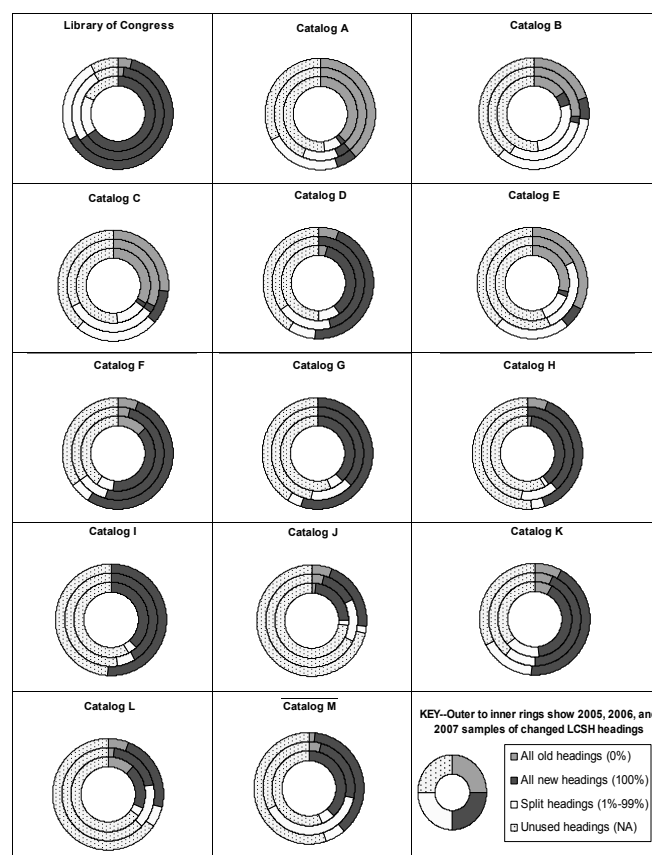 Library of Congress
Catalog A
Catalog B
Catalog C
Catalog D
Catalog E
Catalog F
Catalog G
Catalog H
Catalog I
Catalog J
Catalog K
Catalog L
Catalog M
KEY--Outer to inner rings show 2005, 2006, an
2007 samples of changed LCSH headings
All old headings (0%)
All new headings (100%)
Split headings (1%-99%)
Unused headings (NA)